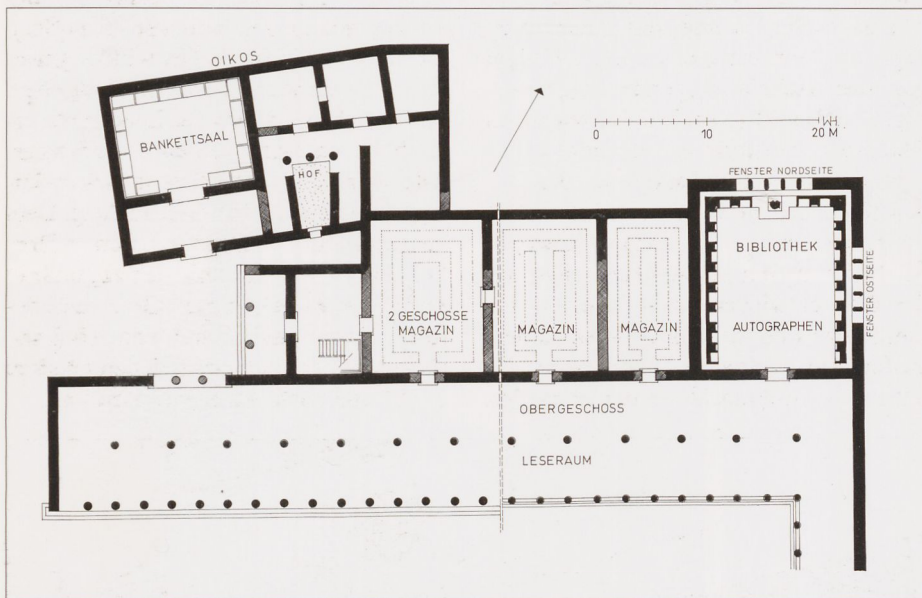 OIKOS
BANKETTSAAL
HOF
0 10 20 M
WH
FENSTER NORDSEITE
BIBLIOTHEK
AUTOGRAPHEN
FENSTER OSTSEITE
2 GESCHOSSE
MAGAZIN
MAGAZIN
MAGAZIN
OBERGESCHOSS
LESERAUM